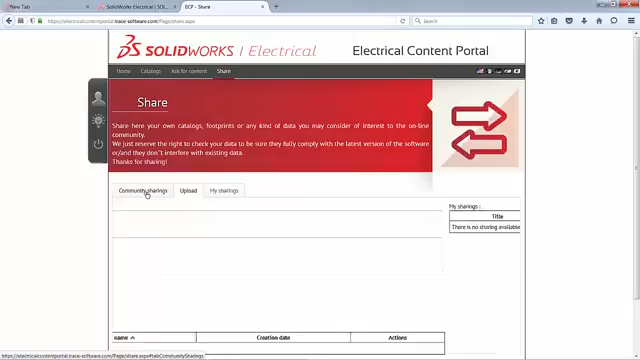 New Tab
SolidWorks Electrical | SOL...
ECP - Share
https://electricalcontentportal.trace-software.com/Page/share.aspx
Search
SOLIDWORKS | Electrical
Electrical Content Portal
Home
Catalogs
Ask for content
Share
Share
Share here your own catalogs, footprints or any kind of data you may consider of interest to the on-line
community.
We just reserve the right to check your data to be sure they fully comply with the latest version of the software
or/and they don"t interfere with existing data.
Thanks for sharing!
Community sharings
Upload
My sharings
My sharings :
Title
There is no sharing available
name
Creation date
Actions
https://electricalcontentportal.trace-software.com/Page/share.aspx#tabCommunitySharings